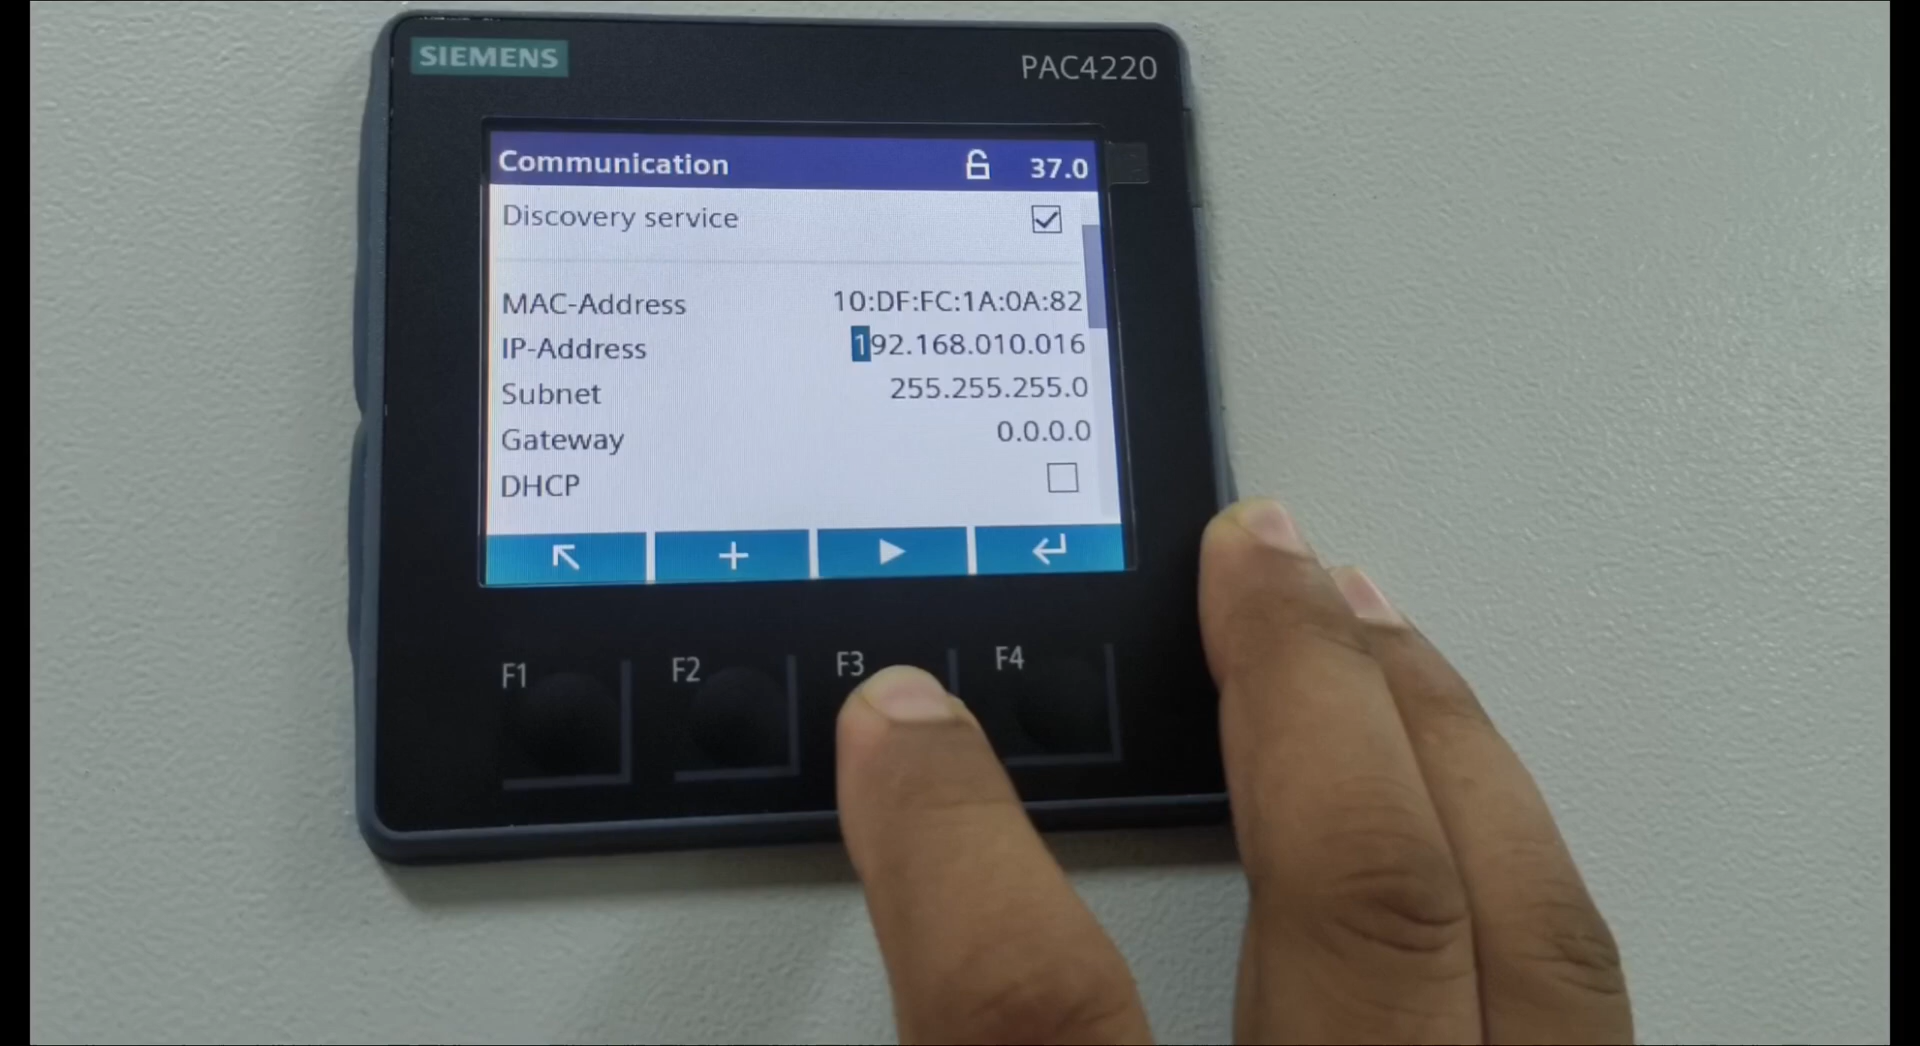 SIEMENS
PAC4220
Communication 37.0
Discovery service
MAC-Address 10:DF:FC:1A:0A:82
IP-Address 192.168.010.016
Subnet 255.255.255.0
Gateway 0.0.0.0
DHCP
F1 F2 F3 F4